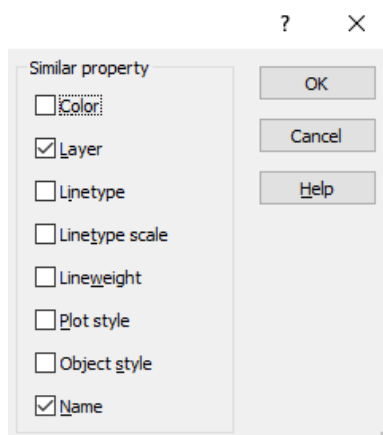 ?
Similar property
OK
Color
Cancel
Layer
Help
Linetype
Linetype scale
Lineweight
Plot style
Object style
Name